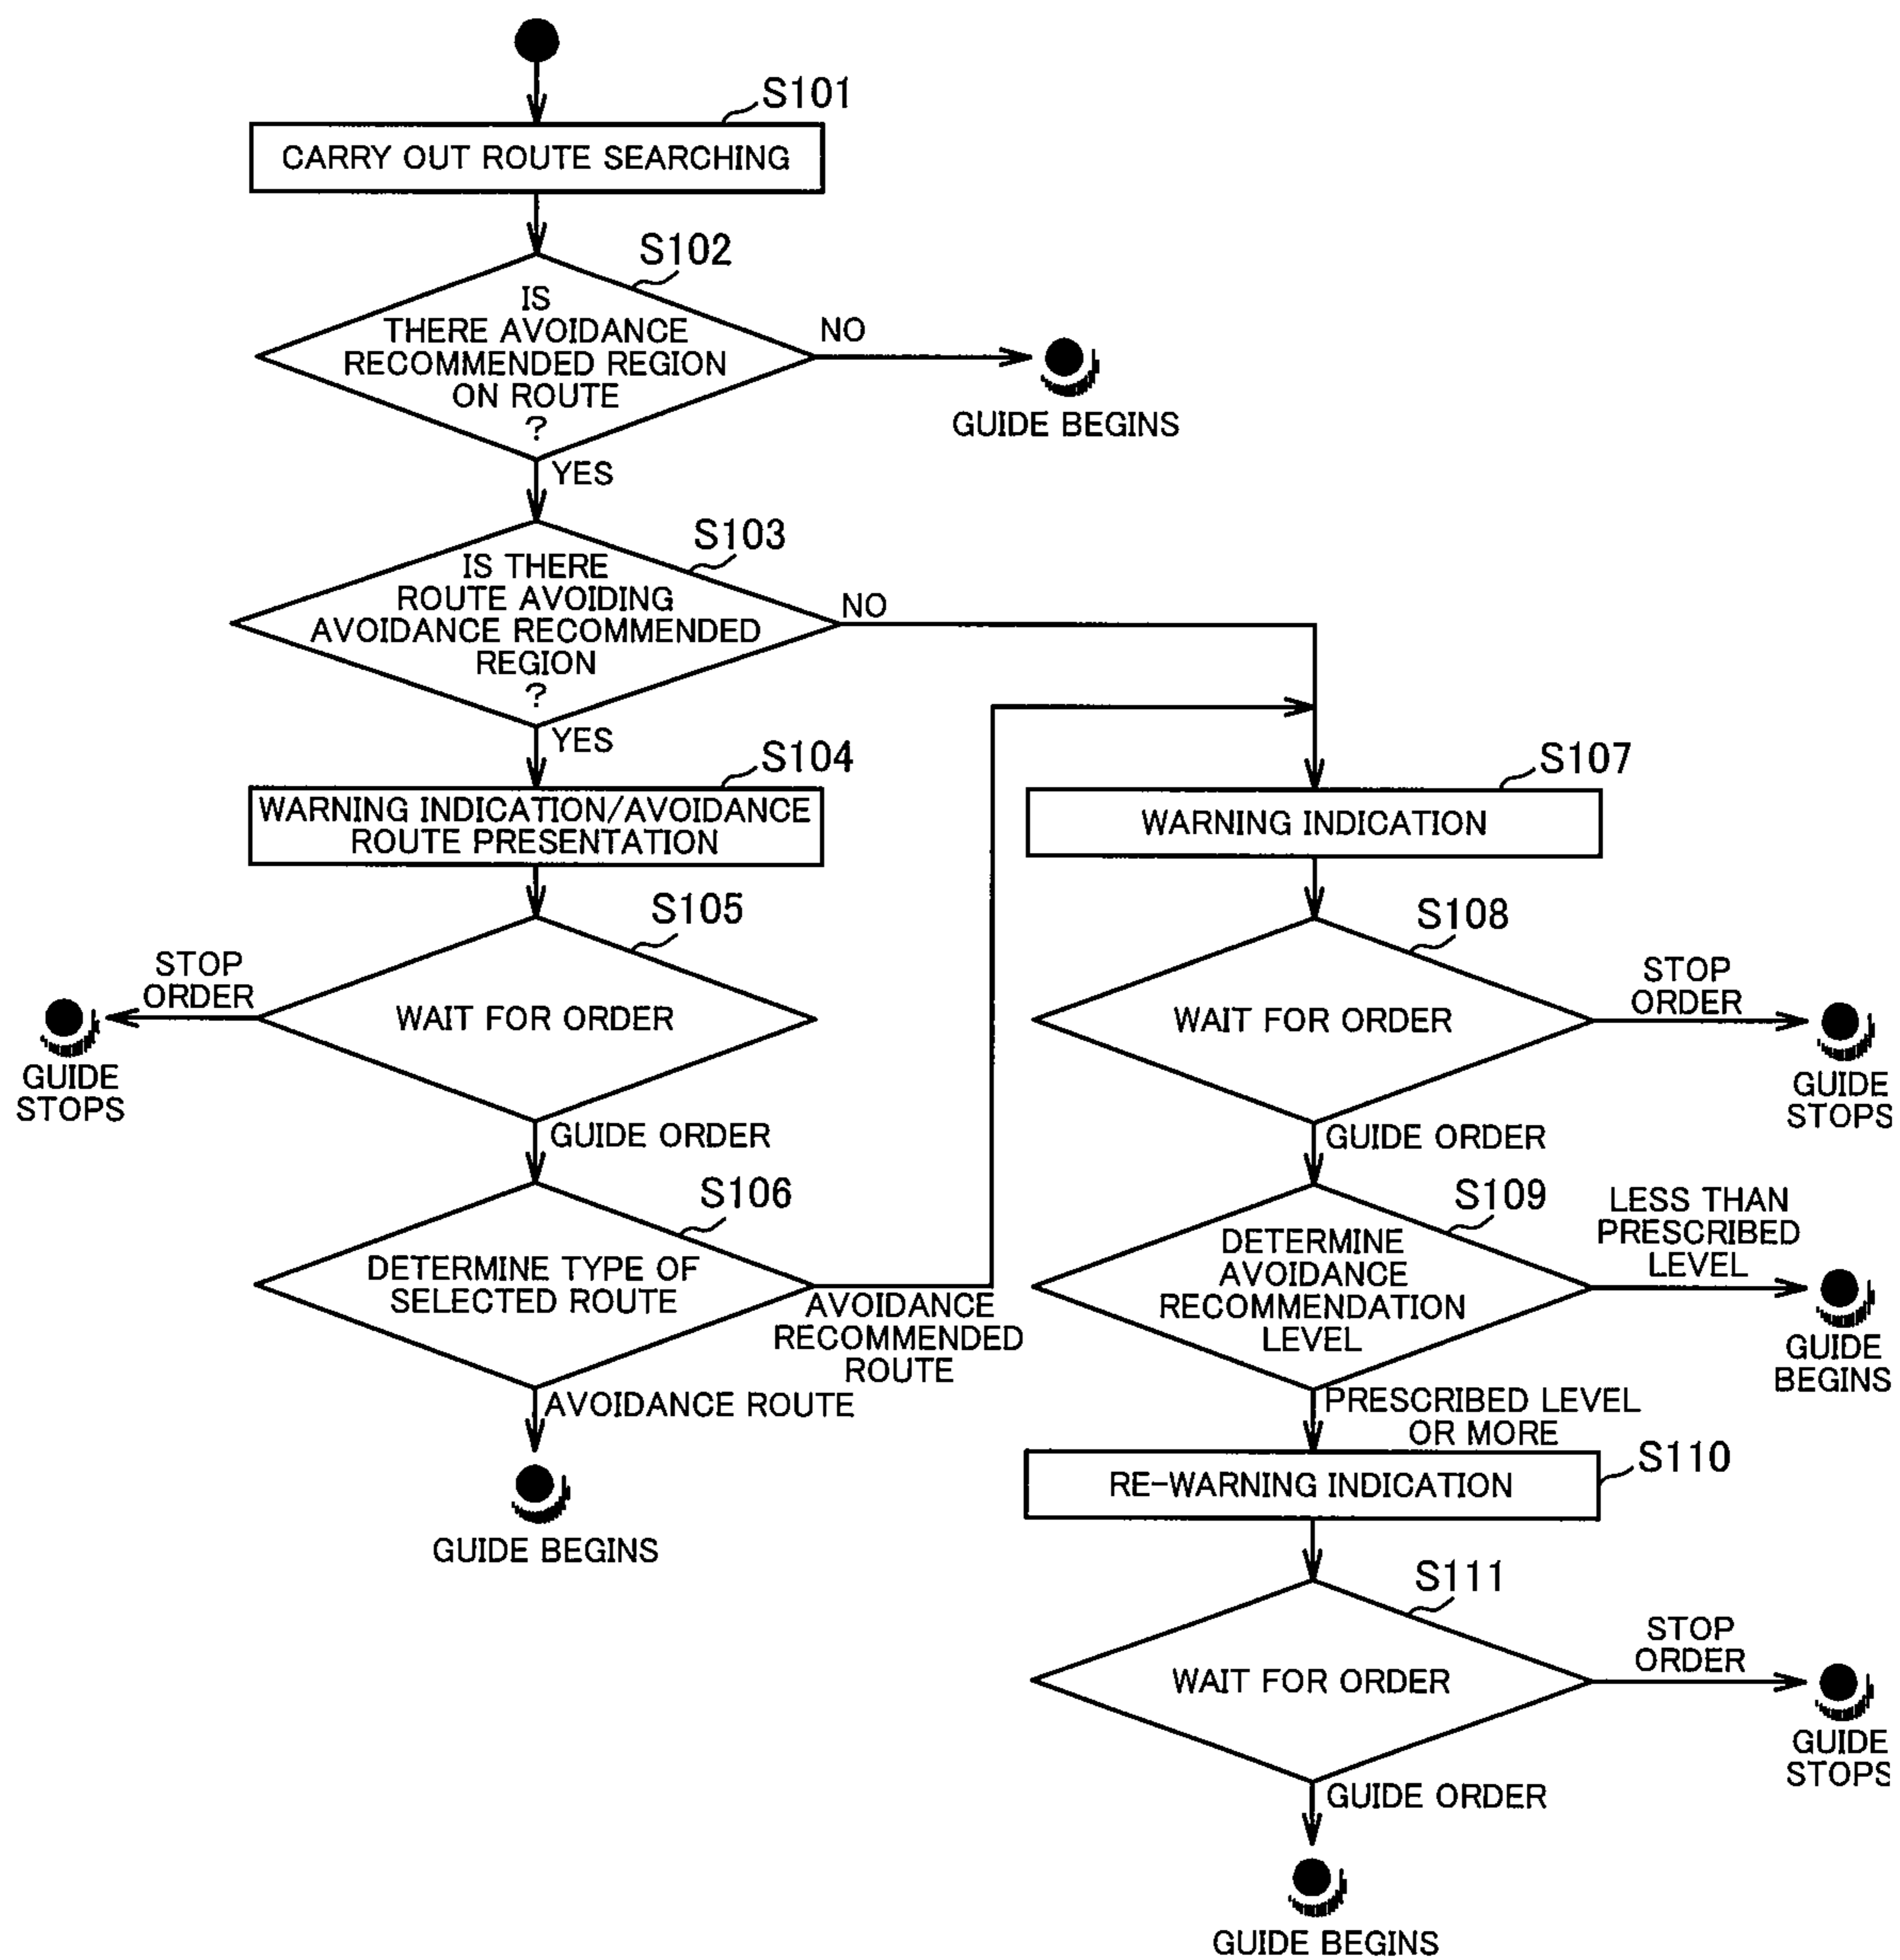 S101
CARRY OUT ROUTE SEARCHING
S102
IS
THERE AVOIDANCE
RECOMMENDED REGION
ON ROUTE
?
NO
GUIDE BEGINS
YES
S103
IS THERE
ROUTE AVOIDING
AVOIDANCE RECOMMENDED
REGION
?
NO
YES
S104
WARNING INDICATION/AVOIDANCE
ROUTE PRESENTATION
S105
WAIT FOR ORDER
STOP
ORDER
GUIDE
STOPS
GUIDE ORDER
S106
DETERMINE TYPE OF
SELECTED ROUTE
AVOIDANCE
RECOMMENDED
ROUTE
AVOIDANCE ROUTE
GUIDE BEGINS
S107
WARNING INDICATION
S108
WAIT FOR ORDER
STOP
ORDER
GUIDE
STOPS
GUIDE ORDER
S109
DETERMINE
AVOIDANCE
RECOMMENDATION
LEVEL
LESS THAN
PRESCRIBED
LEVEL
GUIDE
BEGINS
PRESCRIBED LEVEL
OR MORE
S110
RE-WARNING INDICATION
S111
WAIT FOR ORDER
STOP
ORDER
GUIDE
STOPS
GUIDE ORDER
GUIDE BEGINS